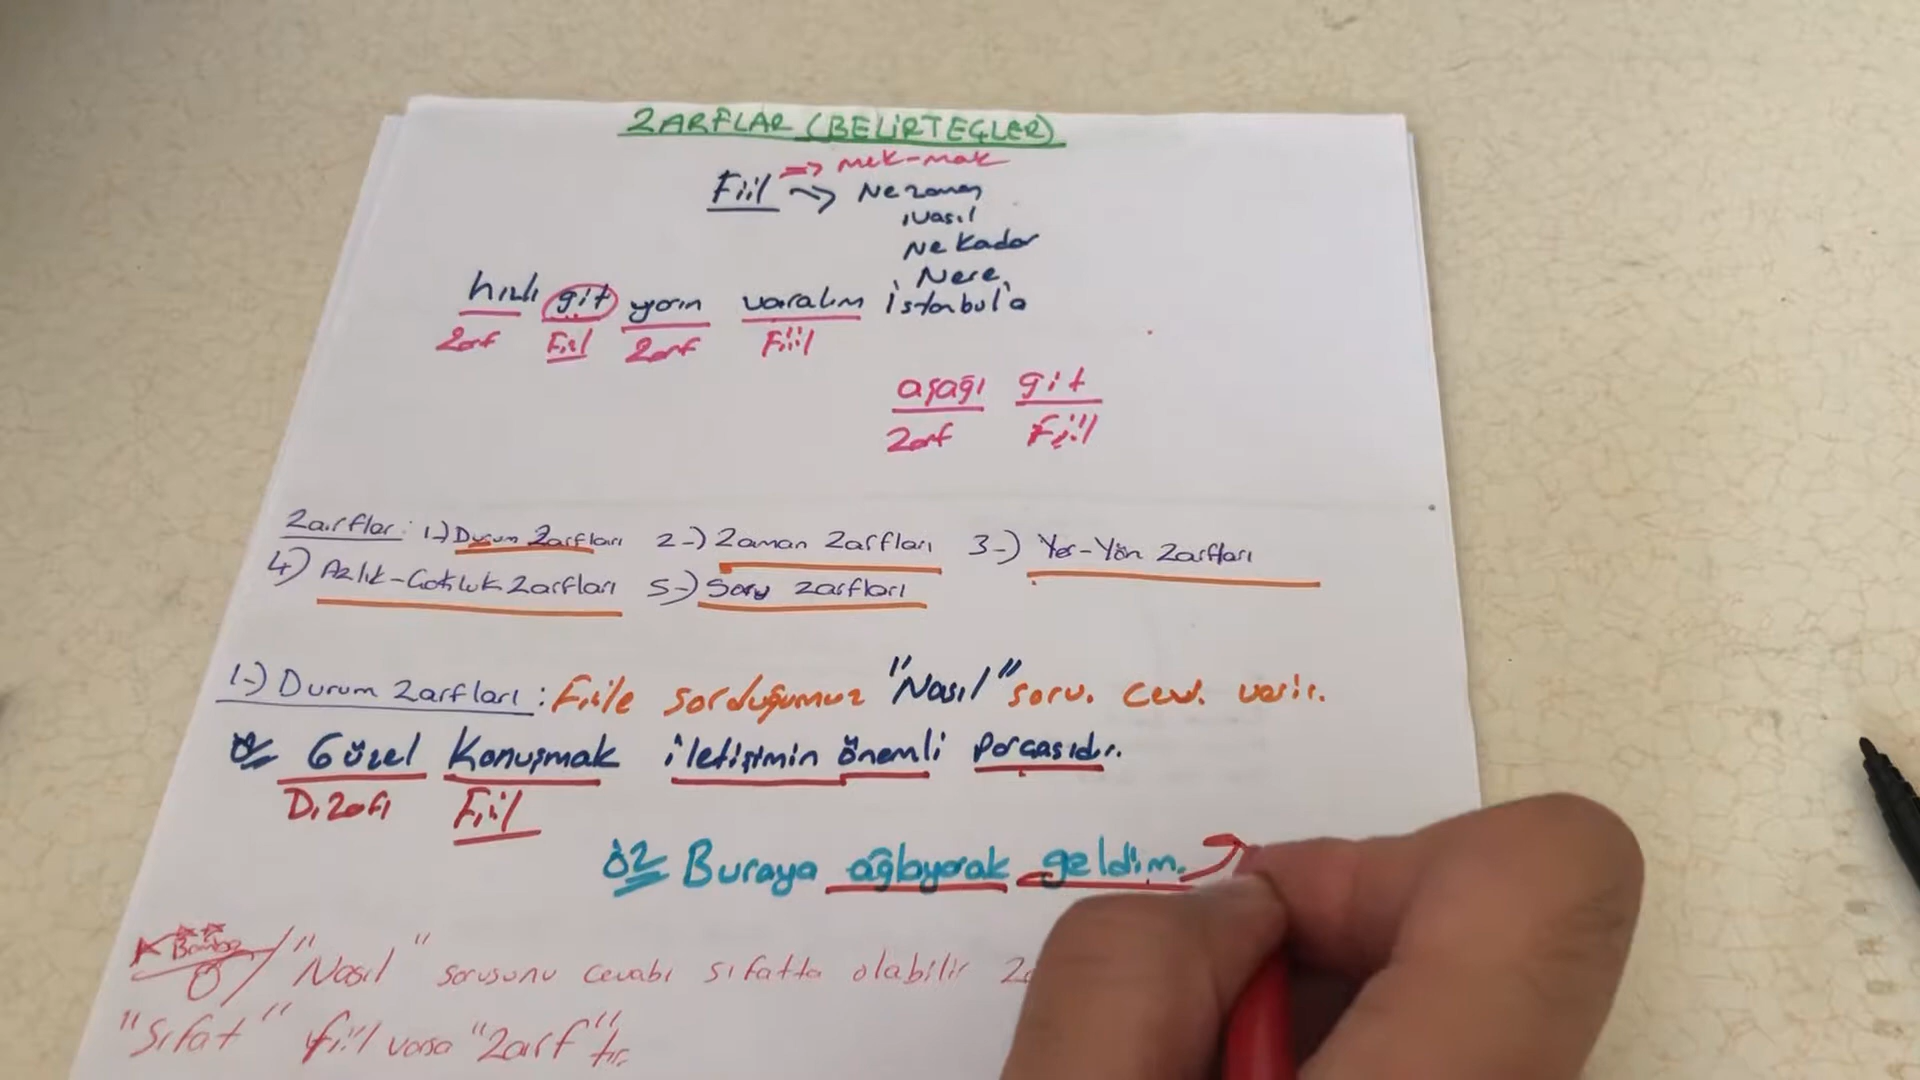 ZARFLAR (BELİRTEÇLER)
Fiil => mek-mak
Ne zaman
Nasıl
Ne kadar
Nere
hızlı git yarın varalım İstanbul'a
Zarf Fiil Zarf Fiil
aşağı git
Zarf Fiil
Zarflar: 1-) Durum Zarfları 2-) Zaman Zarfları 3-) Yer-Yön Zarfları
4-) Azlık-Çokluk Zarfları 5-) Soru Zarfları
1-) Durum Zarfları: Fiile sorduğumuz "Nasıl" soru. cev. verir.
Güzel Konuşmak iletişimin önemli parçasıdır.
D. Zarfı Fiil
ÖZ Buraya ağlayarak geldim.
Bomba "Nasıl" sorusunu cevabı sıfatta olabilir
"Sıfat" fiil varsa "Zarf"tır